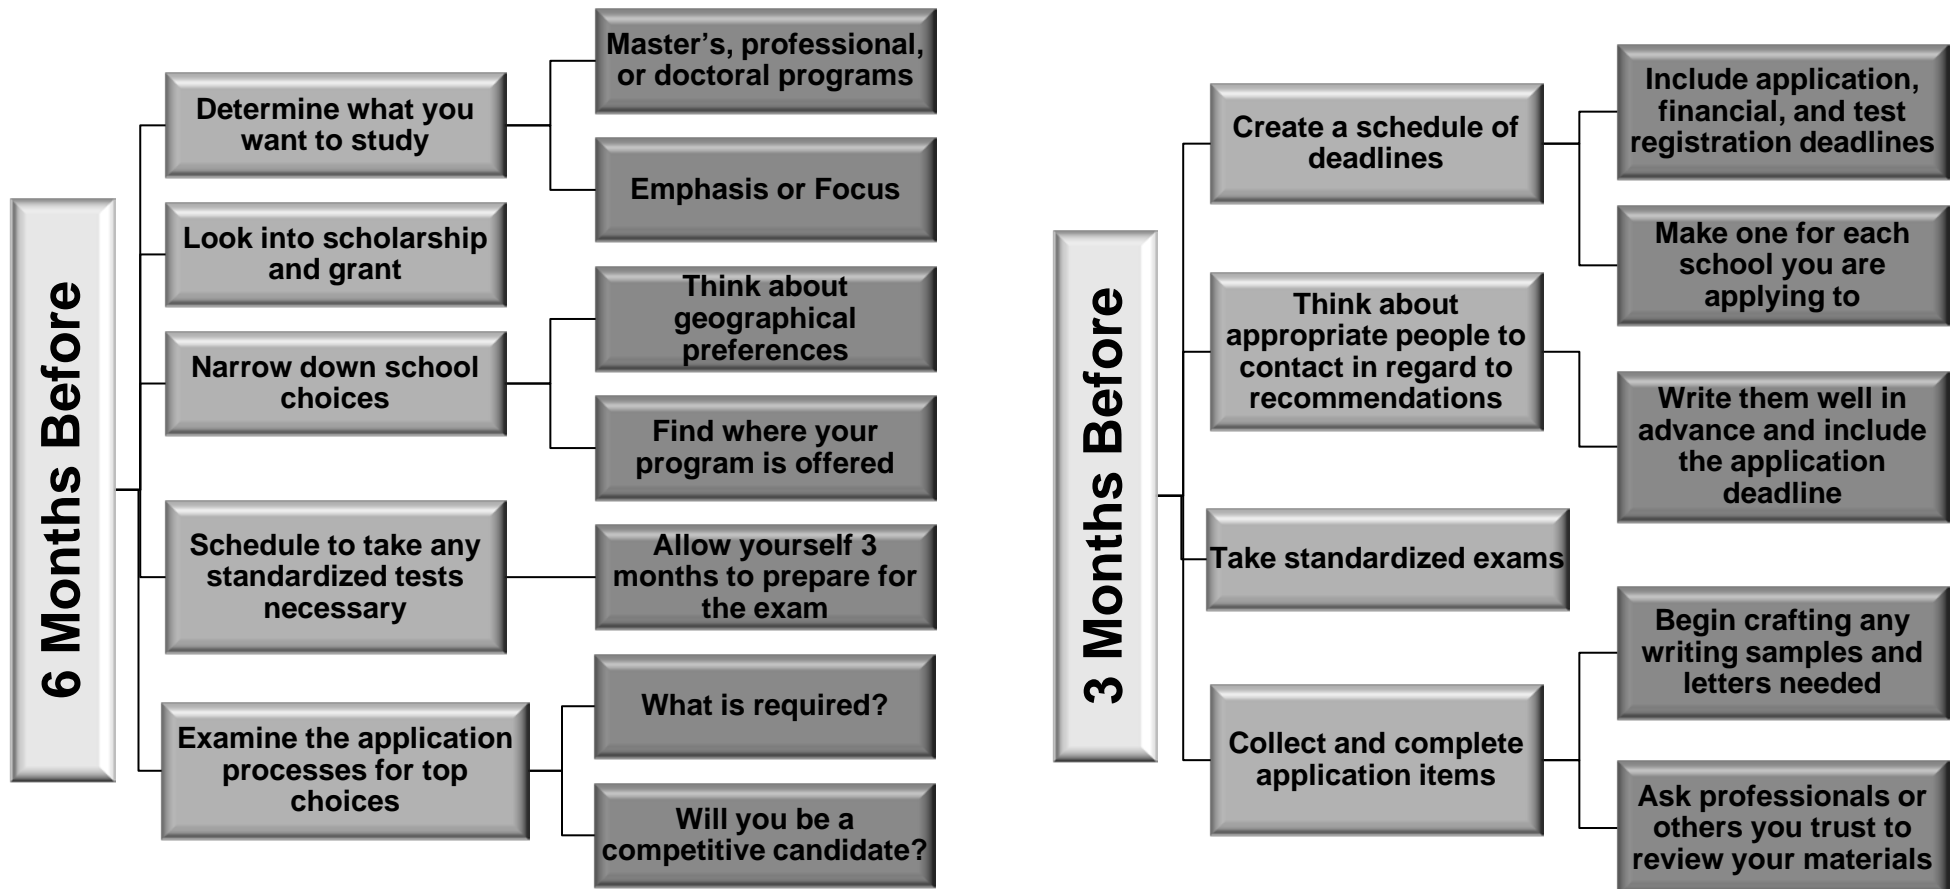 6 Months Before
Determine what you
want to study
Master’s, professional,
or doctoral programs
Emphasis or Focus
Look into scholarship
and grant
Narrow down school
choices
Think about
geographical
preferences
Find where your
program is offered
Schedule to take any
standardized tests
necessary
Allow yourself 3
months to prepare for
the exam
Examine the application
processes for top
choices
What is required?
Will you be a
competitive candidate?
3 Months Before
Create a schedule of
deadlines
Include application,
financial, and test
registration deadlines
Make one for each
school you are
applying to
Think about
appropriate people to
contact in regard to
recommendations
Write them well in
advance and include
the application
deadline
Take standardized exams
Collect and complete
application items
Begin crafting any
writing samples and
letters needed
Ask professionals or
others you trust to
review your materials